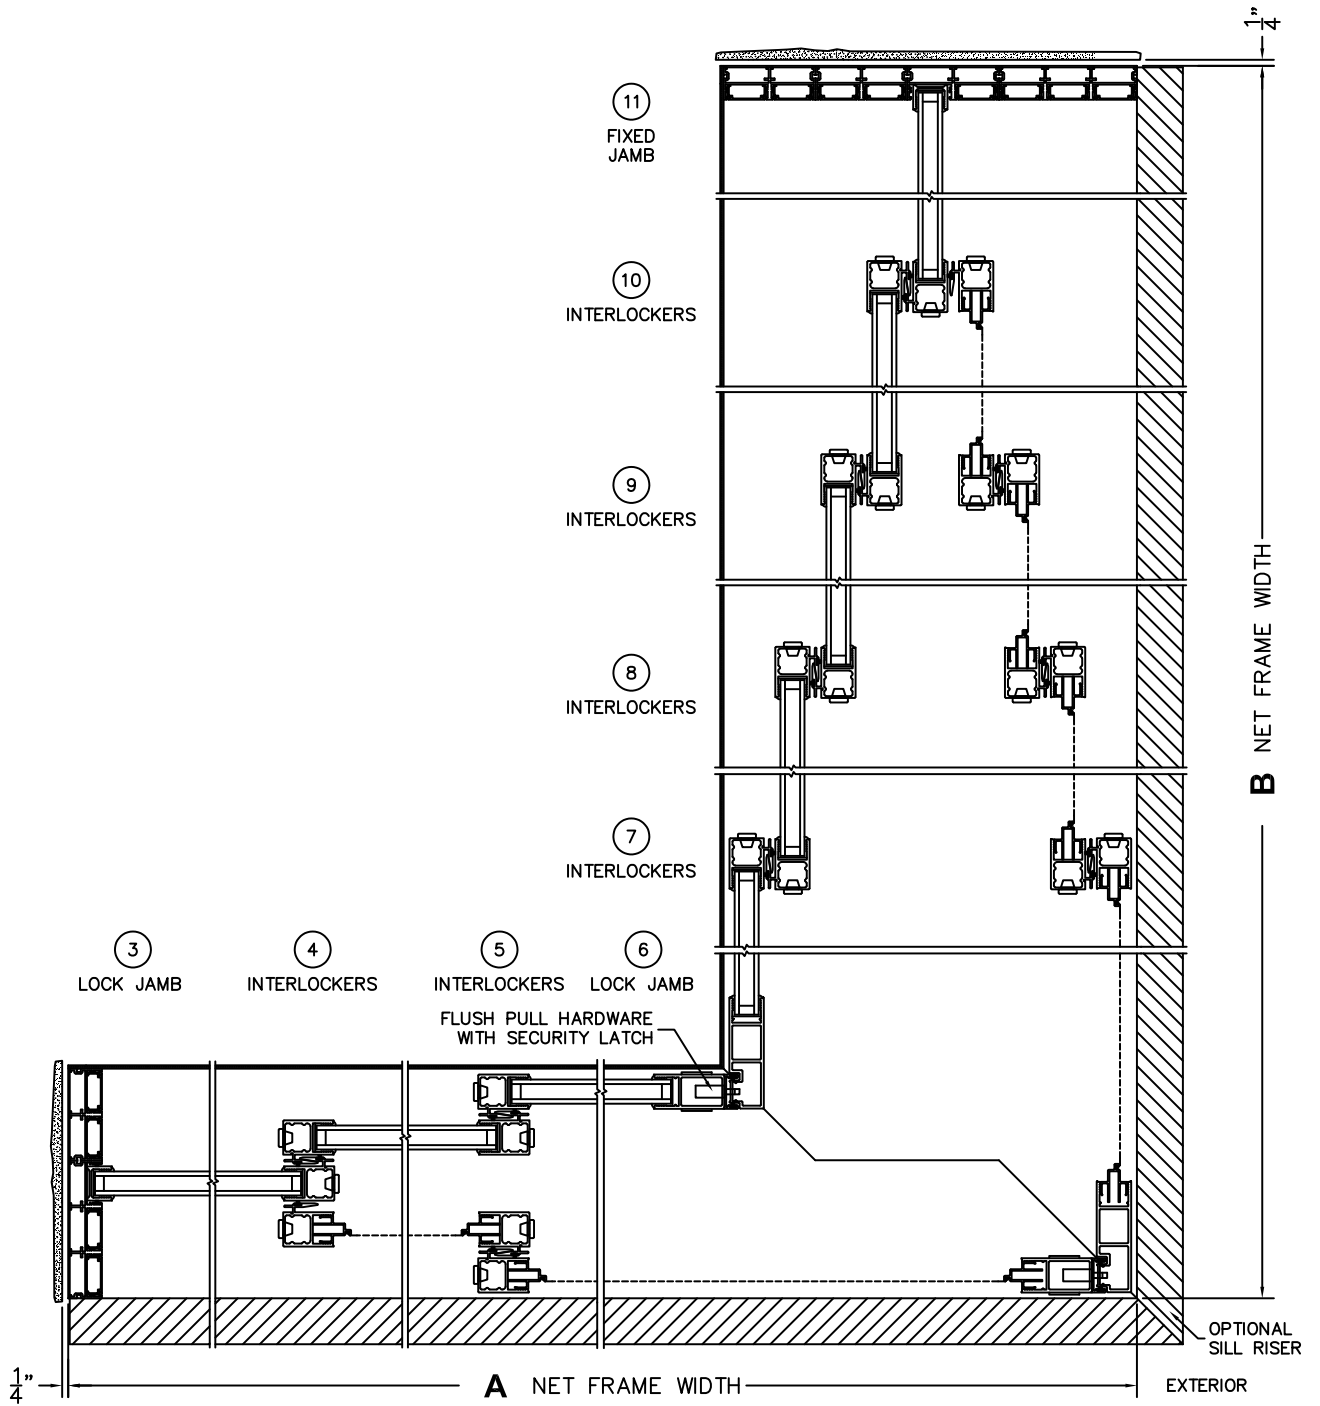 1/4"
11
FIXED
JAMB
10
INTERLOCKERS
9
INTERLOCKERS
8
INTERLOCKERS
7
INTERLOCKERS
B NET FRAME WIDTH
3
LOCK JAMB
4
INTERLOCKERS
5
INTERLOCKERS
6
LOCK JAMB
FLUSH PULL HARDWARE
WITH SECURITY LATCH
OPTIONAL
SILL RISER
1/4"
A NET FRAME WIDTH
EXTERIOR